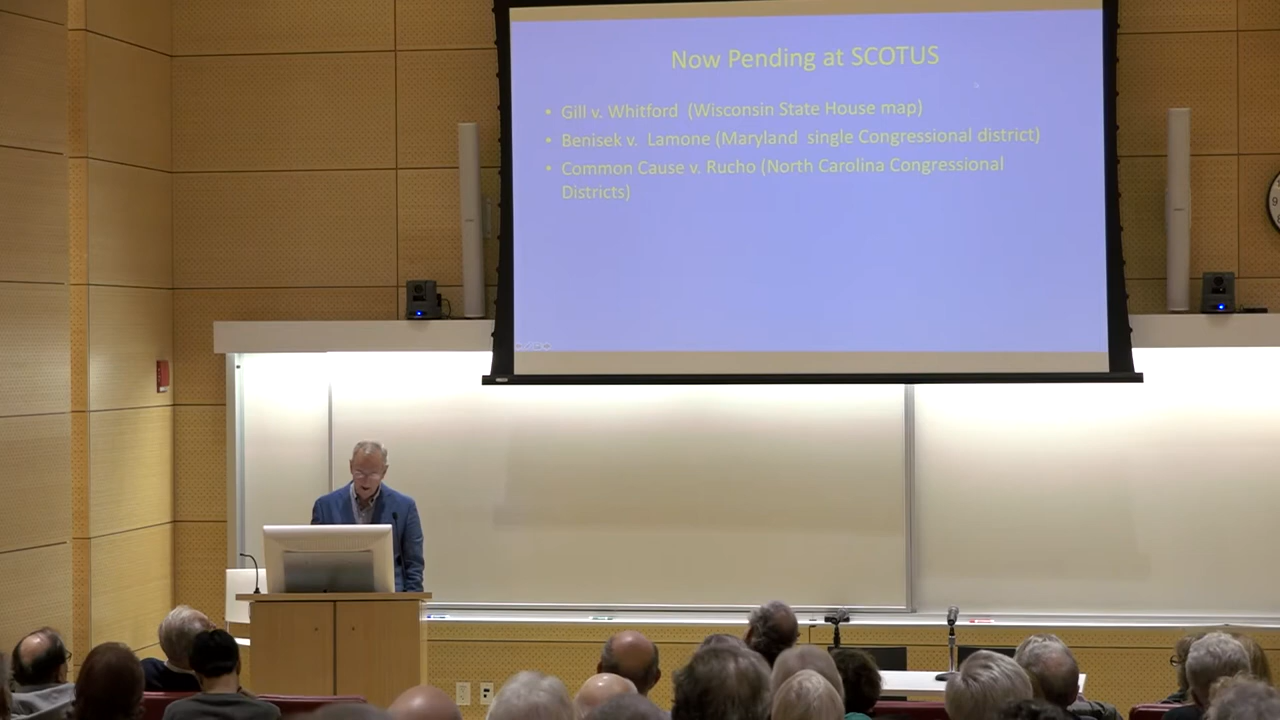 Now Pending at SCOTUS
• Gill v. Whitford (Wisconsin State House map)
• Benisek v. Lamone (Maryland single Congressional district)
• Common Cause v. Rucho (North Carolina Congressional
Districts)